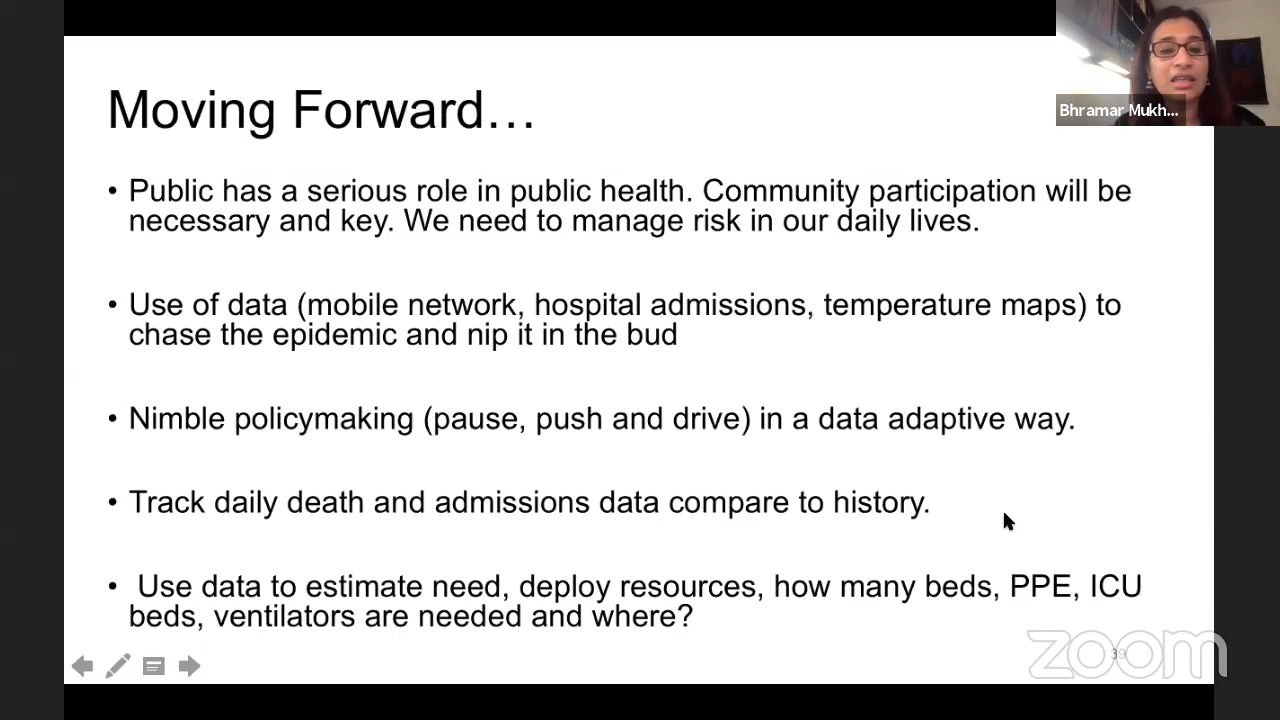 Bhramar Mukh...
Moving Forward…
• Public has a serious role in public health. Community participation will be
necessary and key. We need to manage risk in our daily lives.
• Use of data (mobile network, hospital admissions, temperature maps) to
chase the epidemic and nip it in the bud
• Nimble policymaking (pause, push and drive) in a data adaptive way.
• Track daily death and admissions data compare to history.
• Use data to estimate need, deploy resources, how many beds, PPE, ICU
beds, ventilators are needed and where?
39
zoom